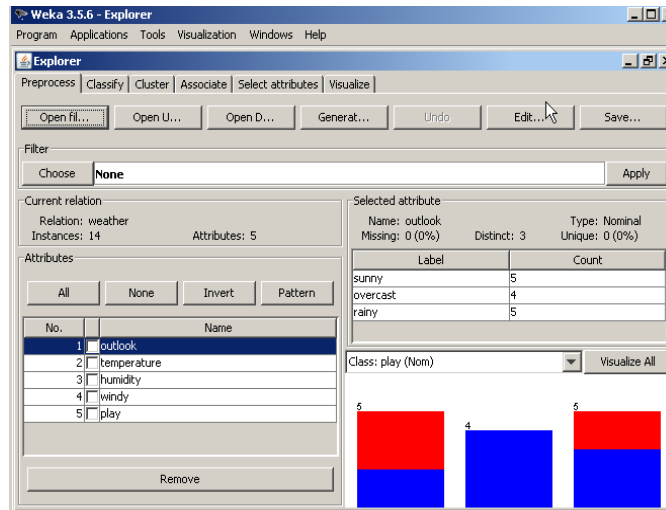 Weka 3.5.6 - Explorer
Program Applications Tools Visualization Windows Help
Explorer
Preprocess Classify Cluster Associate Select attributes Visualize
Open fil... Open U... Open D... Generat... Undo Edit... Save...
Filter
Choose None Apply
Current relation
Relation: weather
Instances: 14 Attributes: 5
Selected attribute
Name: outlook Type: Nominal
Missing: 0 (0%) Distinct: 3 Unique: 0 (0%)
Label Count
sunny 5
overcast 4
rainy 5
Attributes
All None Invert Pattern
No. Name
1 outlook
2 temperature
3 humidity
4 windy
5 play
Remove
Class: play (Nom) Visualize All
5 4 5